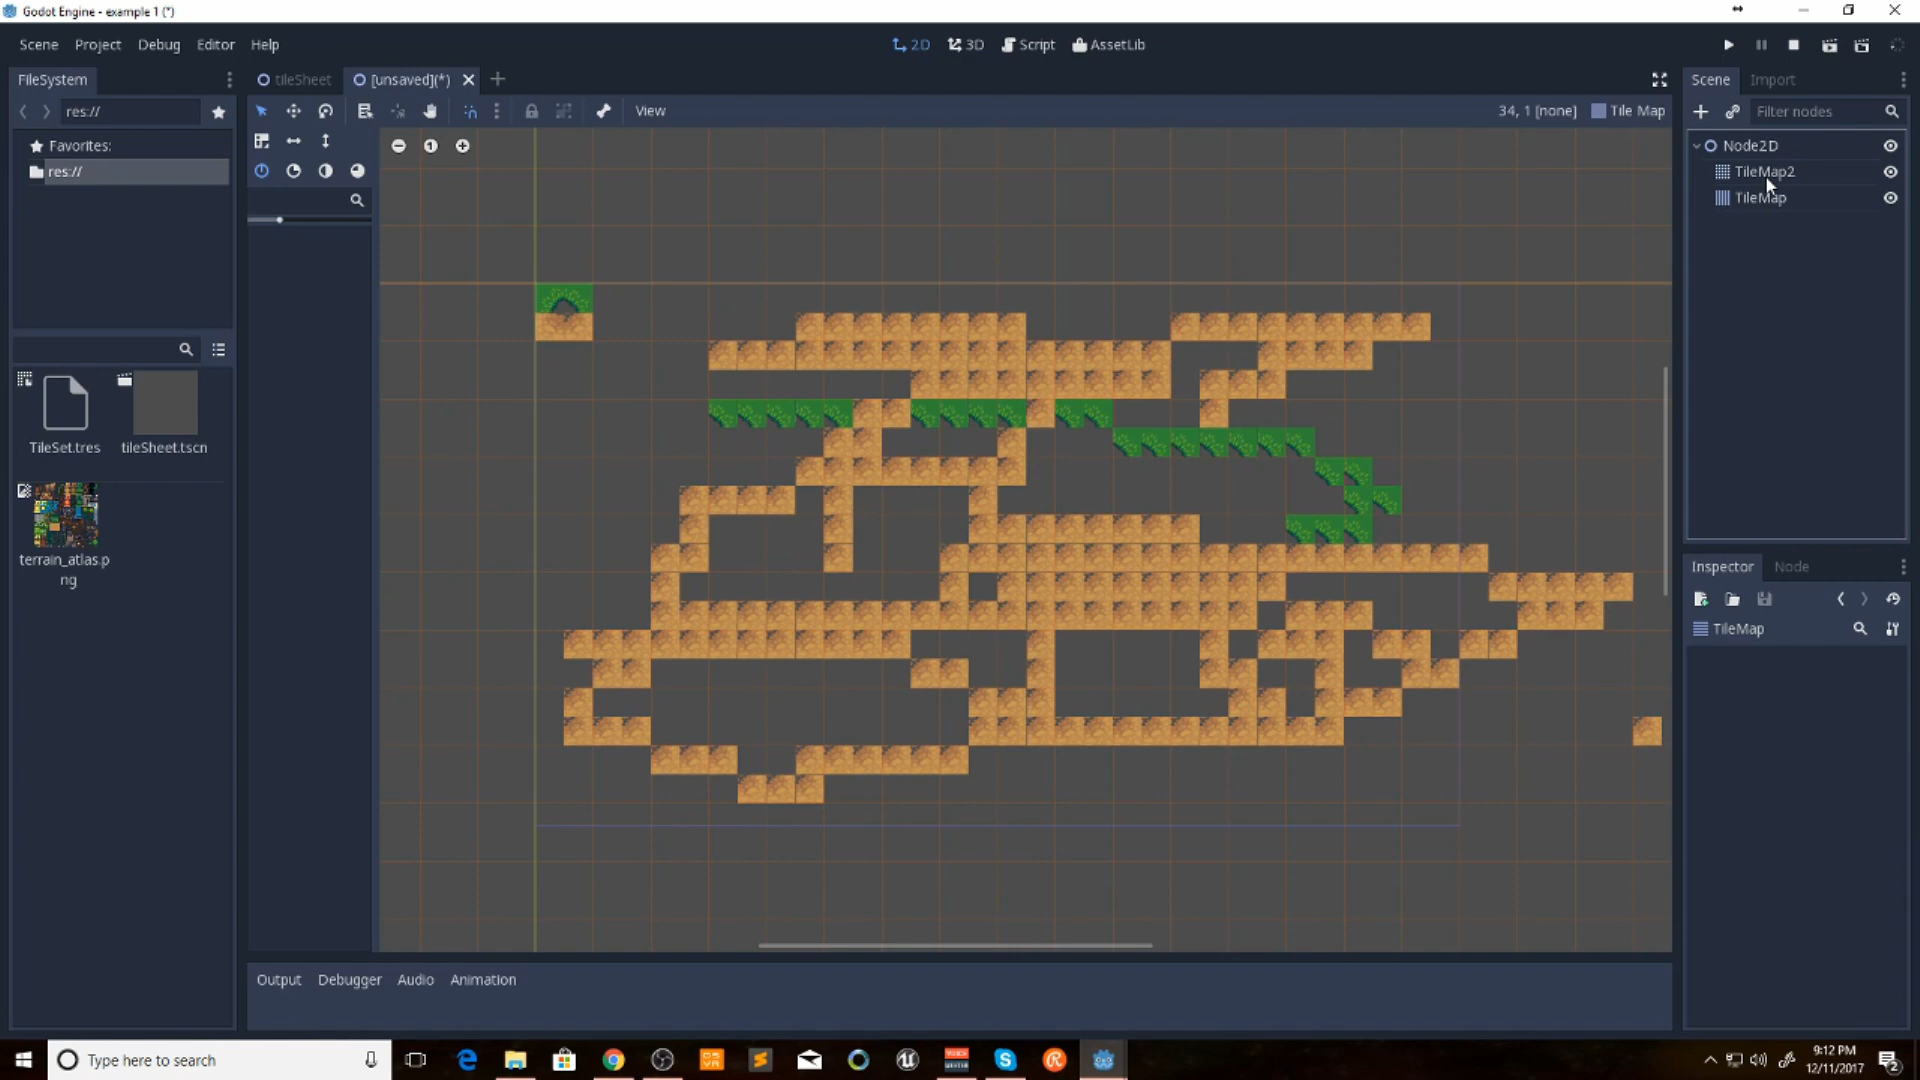 Godot Engine - example 1 (*)
Scene Project Debug Editor Help
2D 3D Script AssetLib
FileSystem
tileSheet [unsaved](*)
Scene Import
res://
View
34, 1 [none] Tile Map
Filter nodes
Favorites:
res://
1
Node2D
TileMap2
TileMap
TileSet.tres tileSheet.tscn
terrain_atlas.p
ng
Inspector Node
TileMap
Output Debugger Audio Animation
Type here to search
9:12 PM
12/11/2017
2